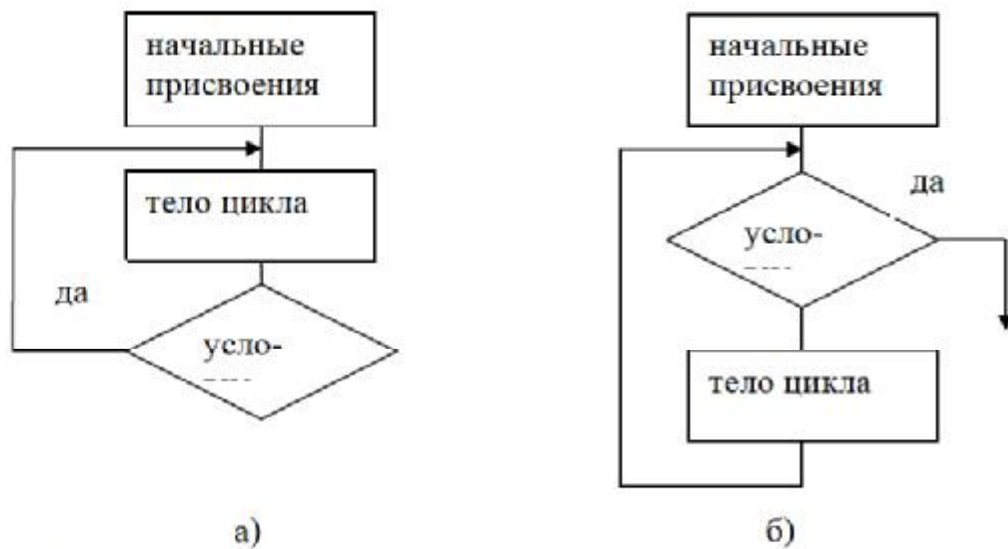 начальные
присвоения
тело цикла
да
усло-
а)
начальные
присвоения
да
усло-
тело цикла
б)